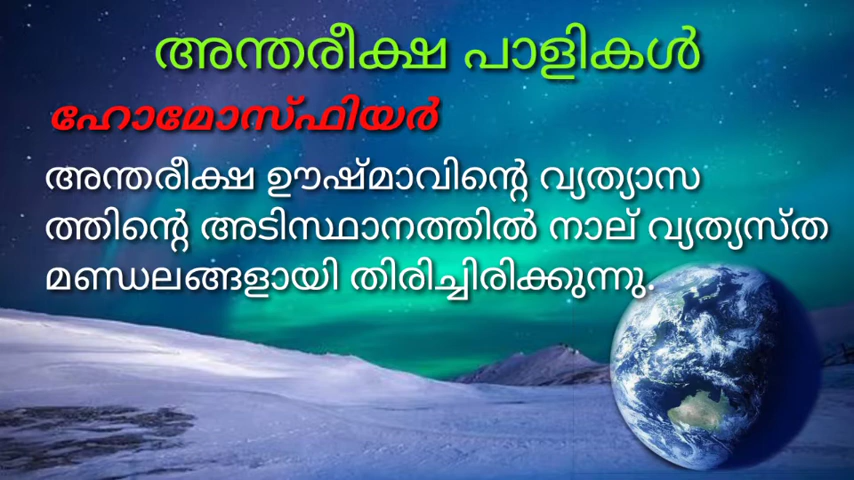 അന്തരീക്ഷ പാളികൾ
ഹോമോസ്ഫിയർ
അന്തരീക്ഷ ഊഷ്മാവിന്റെ വ്യത്യാസ
ത്തിന്റെ അടിസ്ഥാനത്തിൽ നാല് വ്യത്യസ്ത
മണ്ഡലങ്ങളായി തിരിച്ചിരിക്കുന്നു.